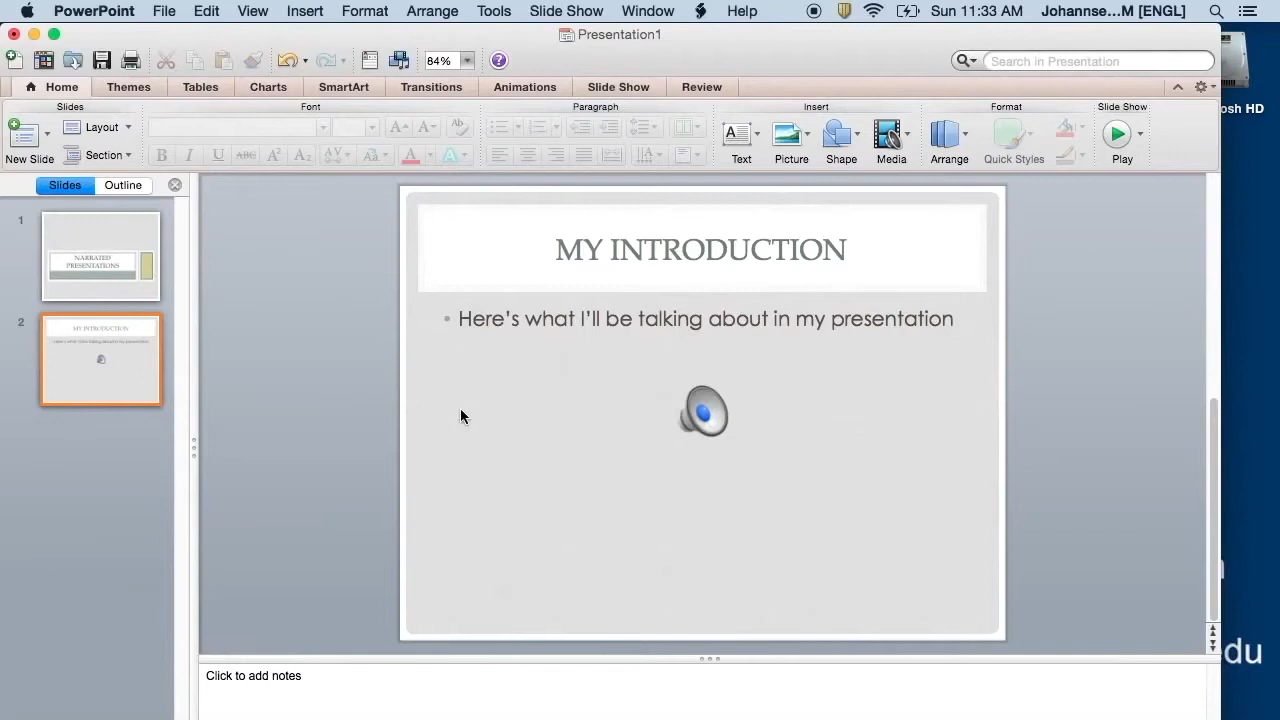 PowerPoint File Edit View Insert Format Arrange Tools Slide Show Window Help Sun 11:33 AM Johannse...M [ENGL]
Presentation1
84% Search in Presentation
Home Themes Tables Charts SmartArt Transitions Animations Slide Show Review
Slides Font Paragraph Insert Format Slide Show
Layout
Section
New Slide Text Picture Shape Media Arrange Quick Styles Play
osh HD
Slides Outline
1
NARRATED
PRESENTATIONS
2
MY INTRODUCTION
Here's what I'll be talking about in my presentation
MY INTRODUCTION
• Here's what I'll be talking about in my presentation
edu
Click to add notes